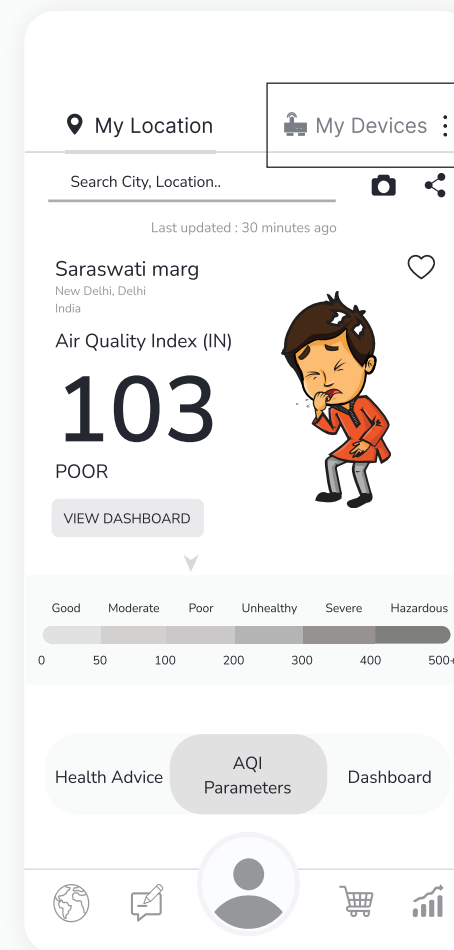 My Location
My Devices
Search City, Location..
Last updated : 30 minutes ago
Saraswati marg
New Delhi, Delhi
India
Air Quality Index (IN)
103
POOR
VIEW DASHBOARD
Good Moderate Poor Unhealthy Severe Hazardous
0 50 100 200 300 400 500+
Health Advice
AQI
Parameters
Dashboard